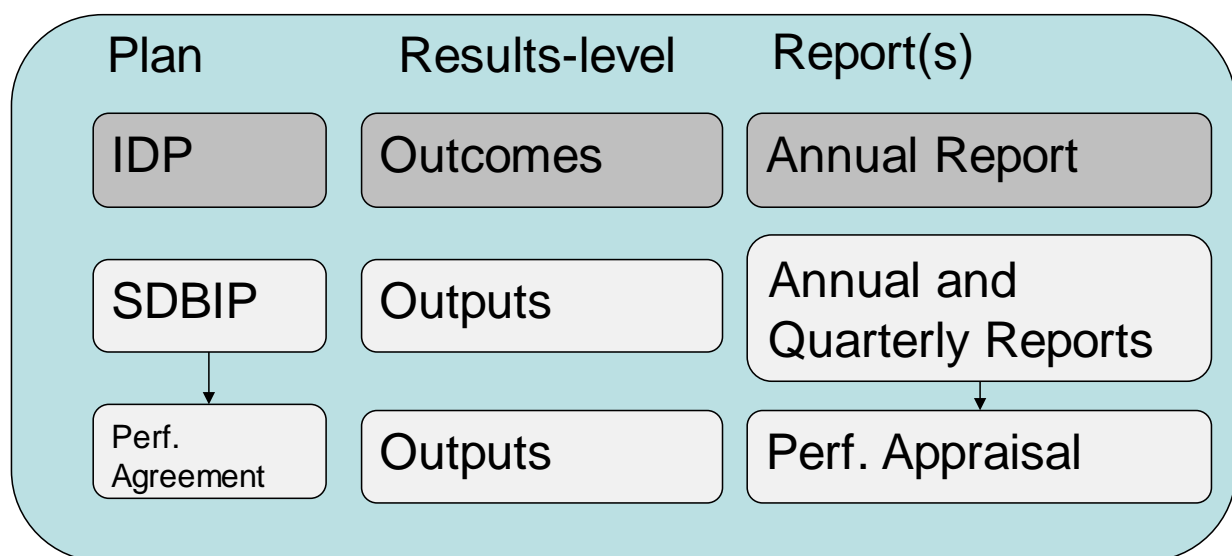 Plan Results-level Report(s)
IDP Outcomes Annual Report
SDBIP Outputs Annual and
Quarterly Reports
Perf.
Agreement
Outputs Perf. Appraisal